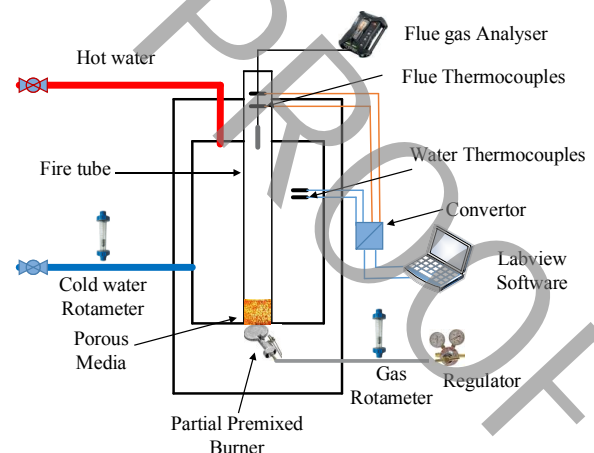 Flue gas Analyser
Hot water
Flue Thermocouples
Fire tube
Water Thermocouples
Convertor
Labview
Software
Cold water
Rotameter
Porous
Media
Gas
Rotameter
Regulator
Partial Premixed
Burner
PROOF